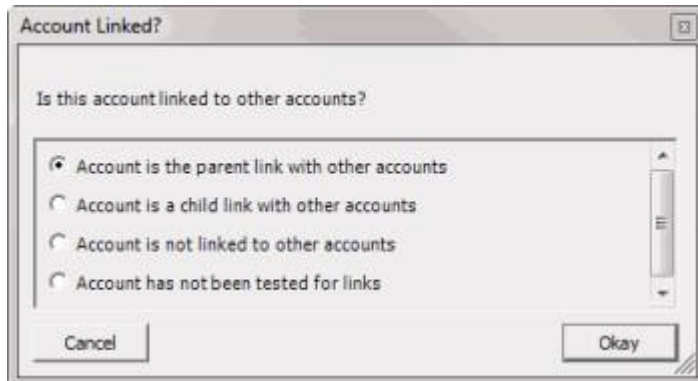 Account Linked?
Is this account linked to other accounts?
Account is the parent link with other accounts
Account is a child link with other accounts
Account is not linked to other accounts
Account has not been tested for links
Cancel
Okay